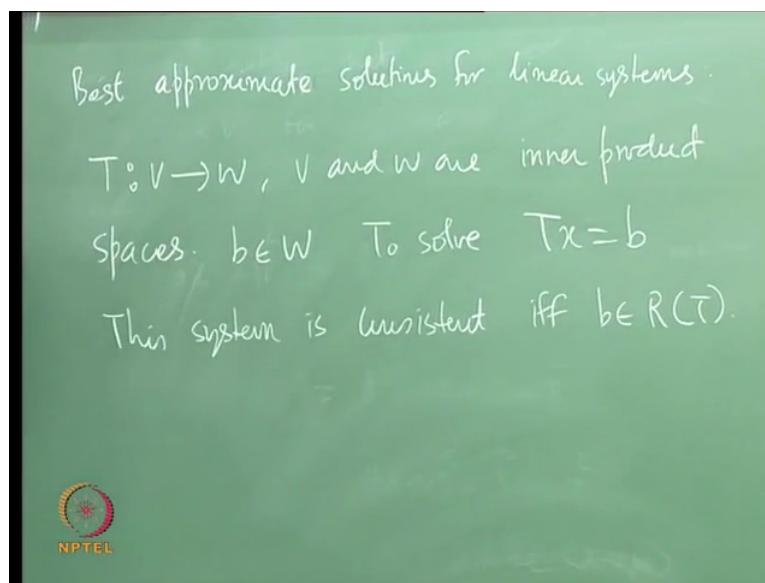 Best approximate solutions for linear systems.
T: V → W, V and W are inner product
spaces. b ∈ W To solve Tx = b
This system is consistent iff b ∈ R(T).
NPTEL